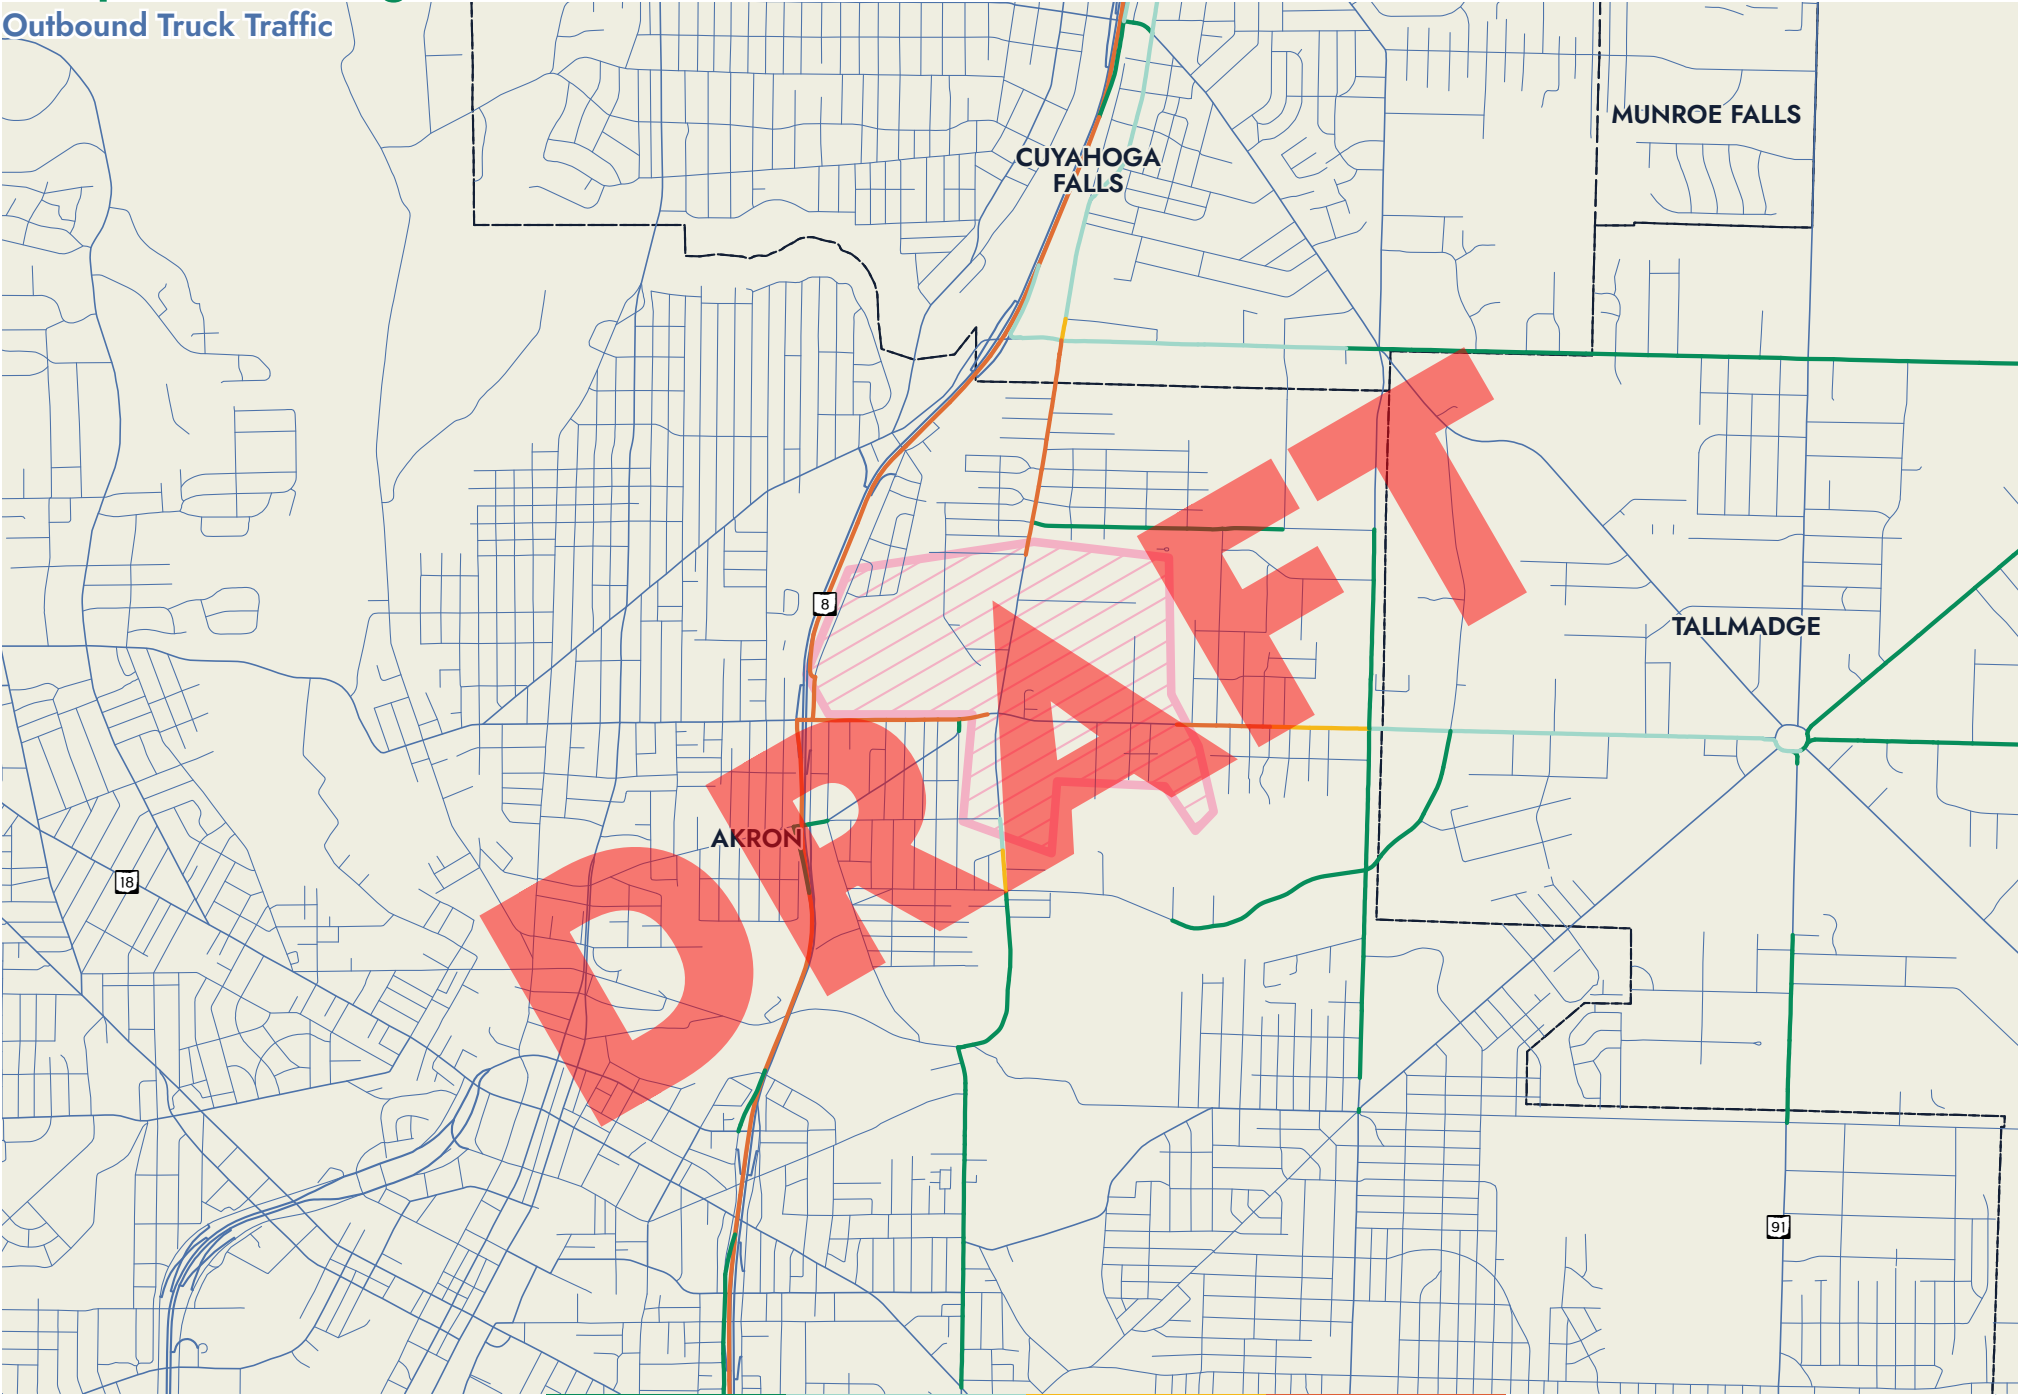 Outbound Truck Traffic
MUNROE FALLS
CUYAHOGA
FALLS
8
TALLMADGE
AKRON
18
91
DRAFT